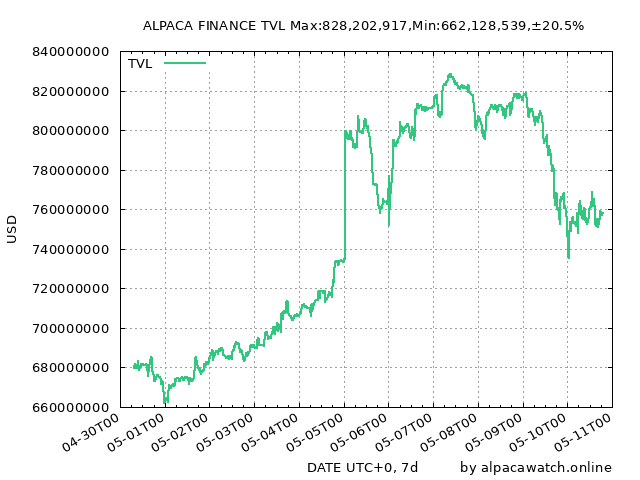 ALPACA FINANCE TVL Max:828,202,917,Min:662,128,539,±20.5%
TVL
840000000
820000000
800000000
780000000
760000000
740000000
720000000
700000000
680000000
660000000
USD
04-30T00
05-01T00
05-02T00
05-03T00
05-04T00
05-05T00
05-06T00
05-07T00
05-08T00
05-09T00
05-10T00
05-11T00
DATE UTC+0, 7d
by alpacawatch.online